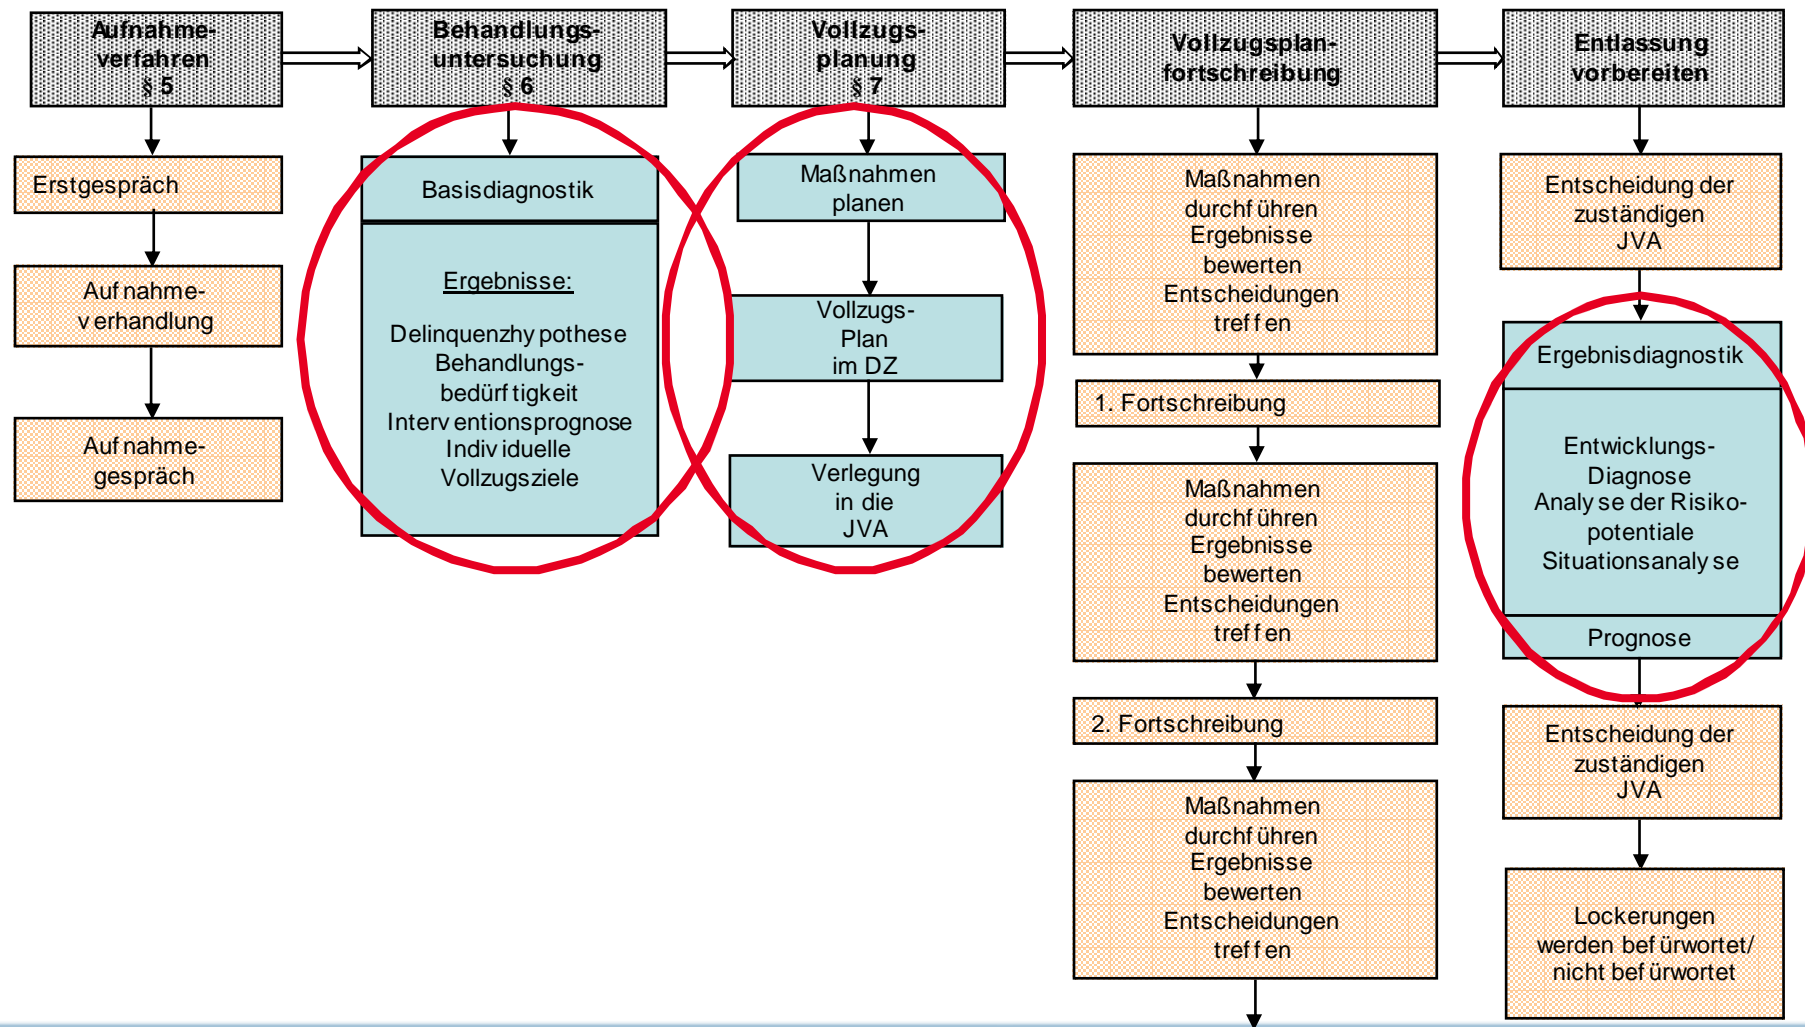 Aufnahme-
verfahren
§ 5
Behandlungs-
untersuchung
§ 6
Vollzugs-
planung
§ 7
Vollzugsplan-
fortschreibung
Entlassung
vorbereiten
Erstgespräch
Aufnahme-
verhandlung
Aufnahme-
gespräch
Basisdiagnostik
Ergebnisse:
Delinquenzhypothese
Behandlungs-
bedürftigkeit
Interventionsprognose
Individuelle
Vollzugsziele
Maßnahmen
planen
Vollzugs-
Plan
im DZ
Verlegung
in die
JVA
Maßnahmen
durchführen
Ergebnisse
bewerten
Entscheidungen
treffen
1. Fortschreibung
Maßnahmen
durchführen
Ergebnisse
bewerten
Entscheidungen
treffen
2. Fortschreibung
Maßnahmen
durchführen
Ergebnisse
bewerten
Entscheidungen
treffen
Entscheidung der
zuständigen
JVA
Ergebnisdiagnostik
Entwicklungs-
Diagnose
Analyse der Risiko-
potentiale
Situationsanalyse
Prognose
Entscheidung der
zuständigen
JVA
Lockerungen
werden befürwortet/
nicht befürwortet